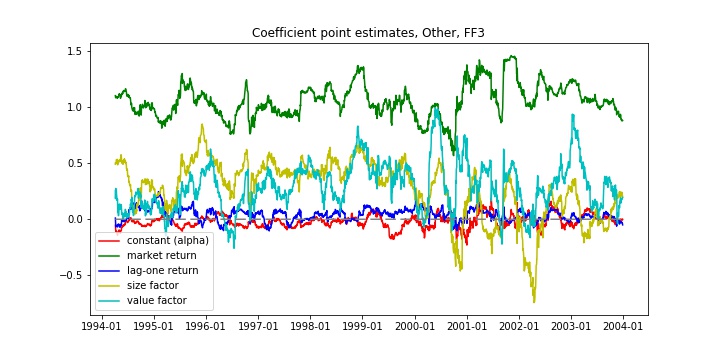 Coefficient point estimates, Other, FF3
1.5
1.0
0.5
0.0
−0.5
constant (alpha)
market return
lag-one return
size factor
value factor
1994-01 1995-01 1996-01 1997-01 1998-01 1999-01 2000-01 2001-01 2002-01 2003-01 2004-01